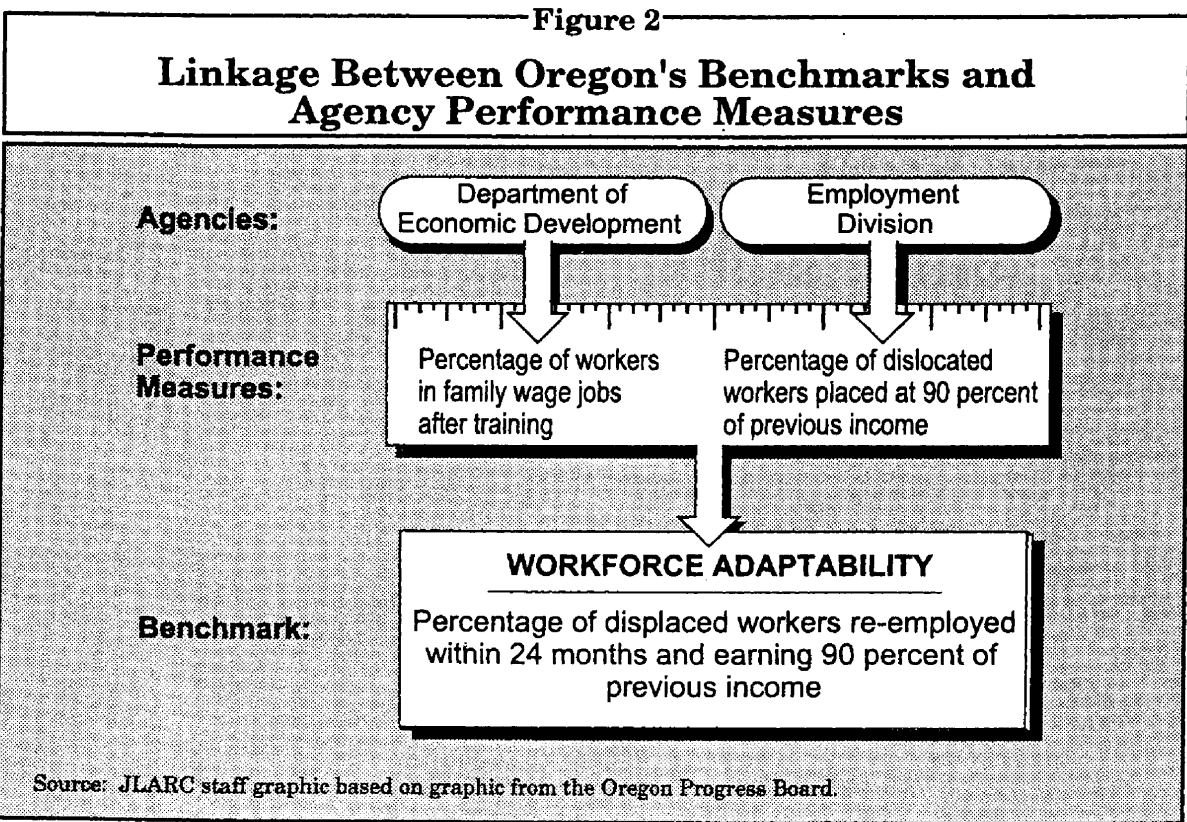 Figure 2
Linkage Between Oregon's Benchmarks and
Agency Performance Measures
Agencies:
Department of
Economic Development
Employment
Division
Performance
Measures:
Percentage of workers
in family wage jobs
after training
Percentage of dislocated
workers placed at 90 percent
of previous income
Benchmark:
WORKFORCE ADAPTABILITY
Percentage of displaced workers re-employed
within 24 months and earning 90 percent of
previous income
Source: JLARC staff graphic based on graphic from the Oregon Progress Board.